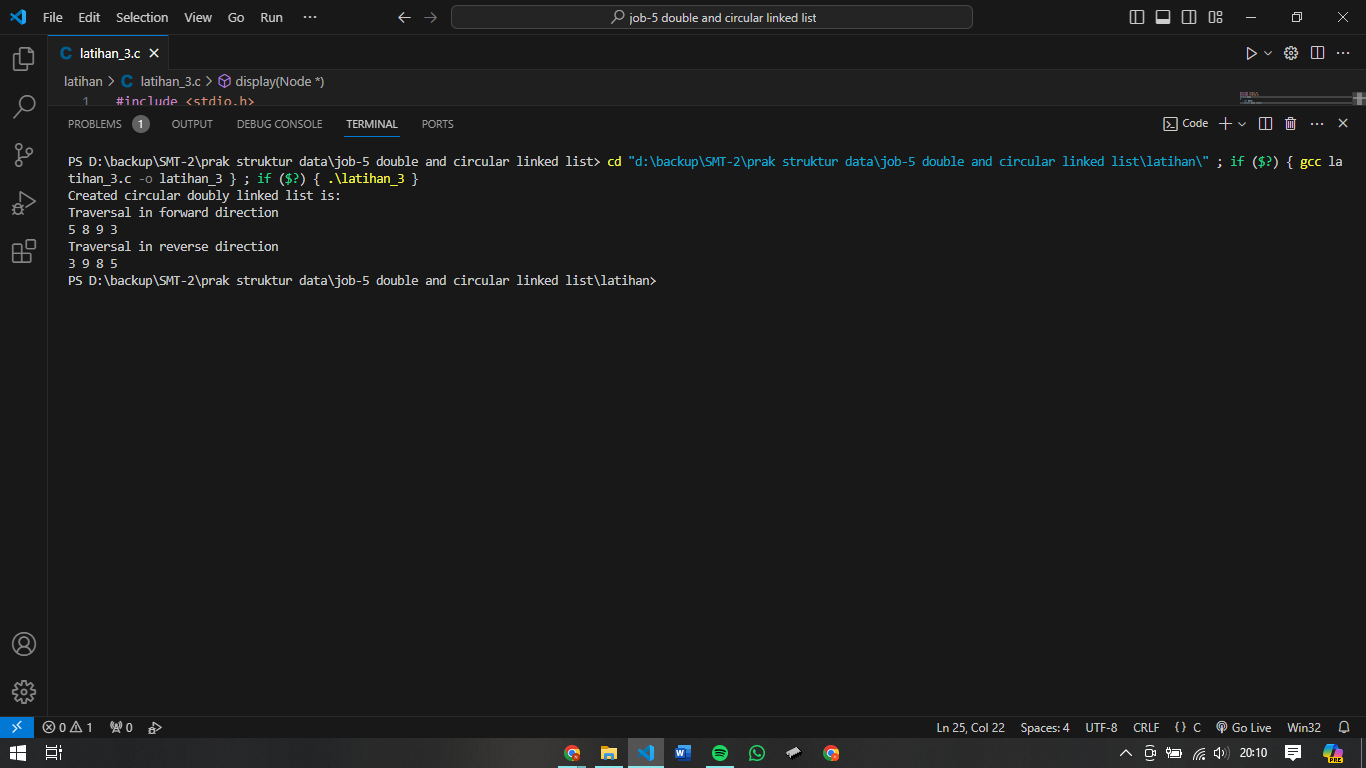 File Edit Selection View Go Run ···
job-5 double and circular linked list
C latihan_3.c
latihan > C latihan_3.c > display(Node *)
1 #include <stdio.h>
PROBLEMS 1 OUTPUT DEBUG CONSOLE TERMINAL PORTS
Code
PS D:\backup\SMT-2\prak struktur data\job-5 double and circular linked list> cd "d:\backup\SMT-2\prak struktur data\job-5 double and circular linked list\latihan\" ; if ($?) { gcc la
tihan_3.c -o latihan_3 } ; if ($?) { .\latihan_3 }
Created circular doubly linked list is:
Traversal in forward direction
5 8 9 3
Traversal in reverse direction
3 9 8 5
PS D:\backup\SMT-2\prak struktur data\job-5 double and circular linked list\latihan>
0 1 0 Ln 25, Col 22 Spaces: 4 UTF-8 CRLF {} C Go Live Win32
20:10
PRE